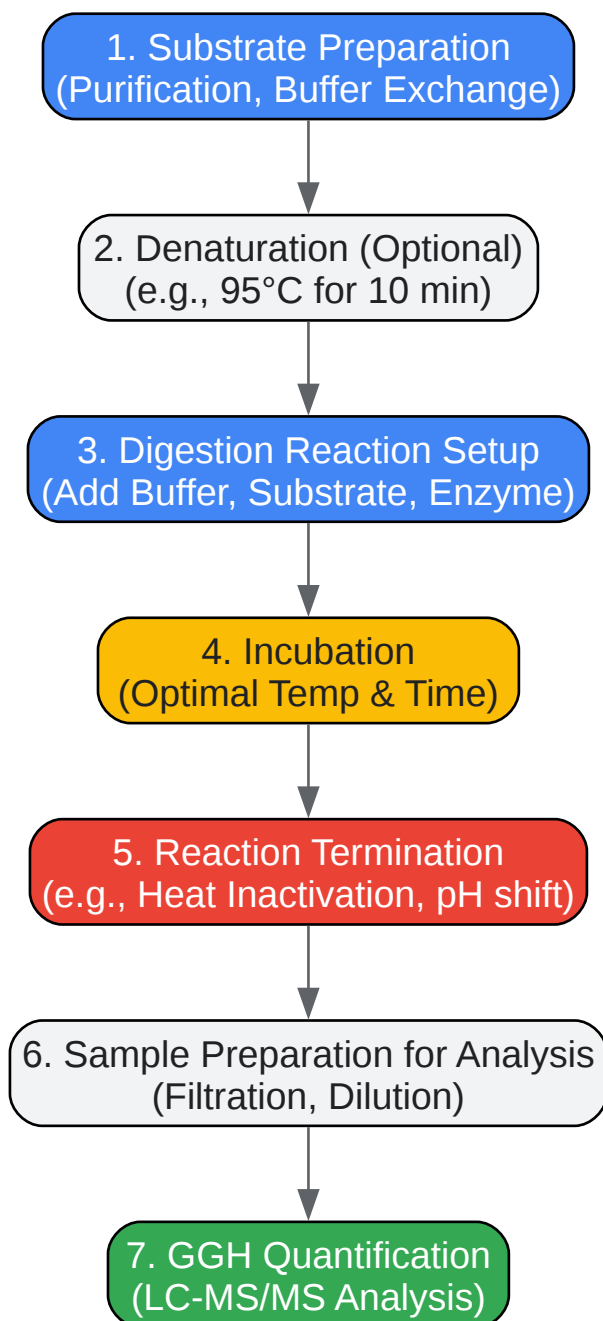 1. Substrate Preparation
(Purification, Buffer Exchange)
2. Denaturation (Optional)
(e.g., 95°C for 10 min)
3. Digestion Reaction Setup
(Add Buffer, Substrate, Enzyme)
4. Incubation
(Optimal Temp & Time)
5. Reaction Termination
(e.g., Heat Inactivation, pH shift)
6. Sample Preparation for Analysis
(Filtration, Dilution)
7. GGH Quantification
(LC-MS/MS Analysis)